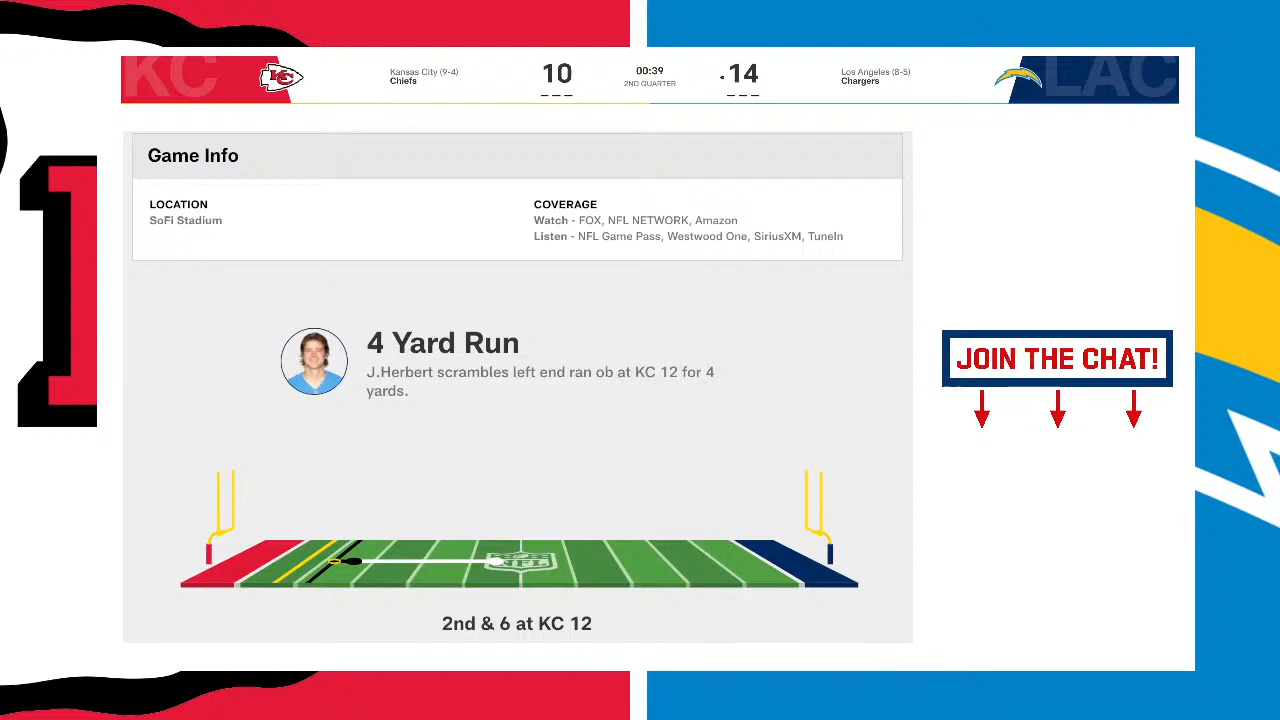 KC
Kansas City (9-4)
Chiefs
10
00:39
2ND QUARTER
14
Los Angeles (8-5)
Chargers
LAC
Game Info
LOCATION
SoFi Stadium
COVERAGE
Watch - FOX, NFL NETWORK, Amazon
Listen - NFL Game Pass, Westwood One, SiriusXM, TuneIn
4 Yard Run
J.Herbert scrambles left end ran ob at KC 12 for 4
yards.
JOIN THE CHAT!
NFL
2nd & 6 at KC 12